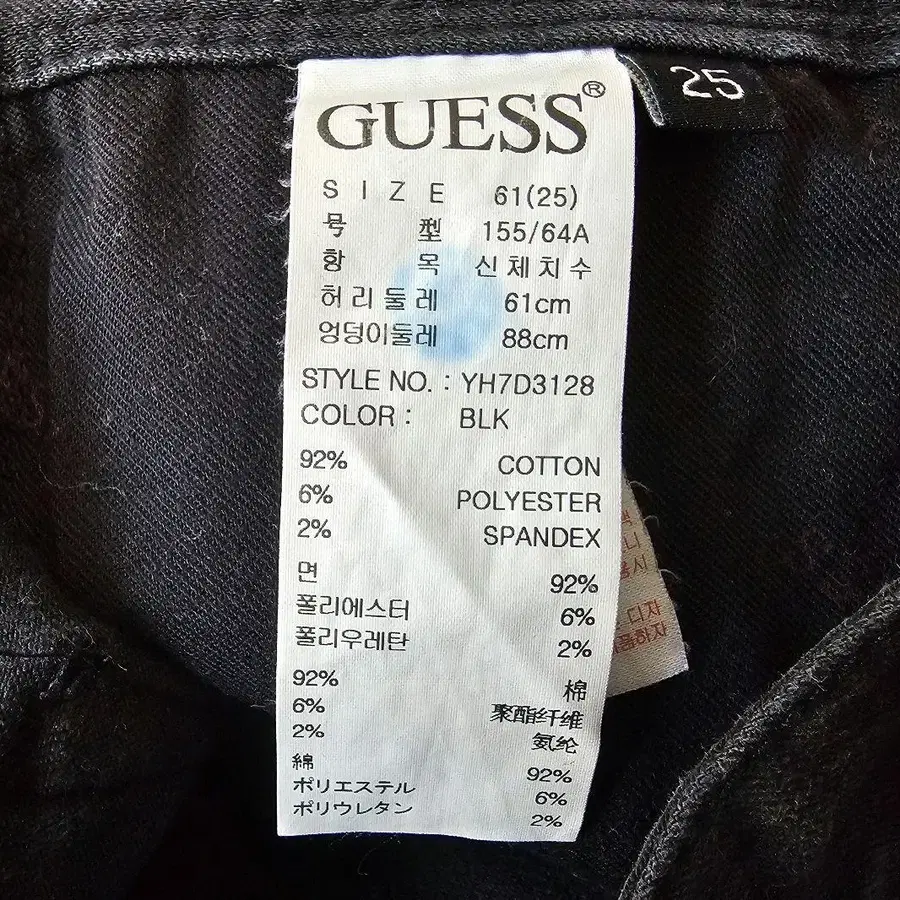 GUESS®
25
SIZE 61(25)
号型 155/64A
항목 신체치수
허리둘레 61cm
엉덩이둘레 88cm
STYLE NO. : YH7D3128
COLOR : BLK
92% COTTON
6% POLYESTER
2% SPANDEX
면 92%
폴리에스터 6%
폴리우레탄 2%
92% 棉
6% 聚酯纤维
2% 氨纶
綿 92%
ポリエステル 6%
ポリウレタン 2%
디자